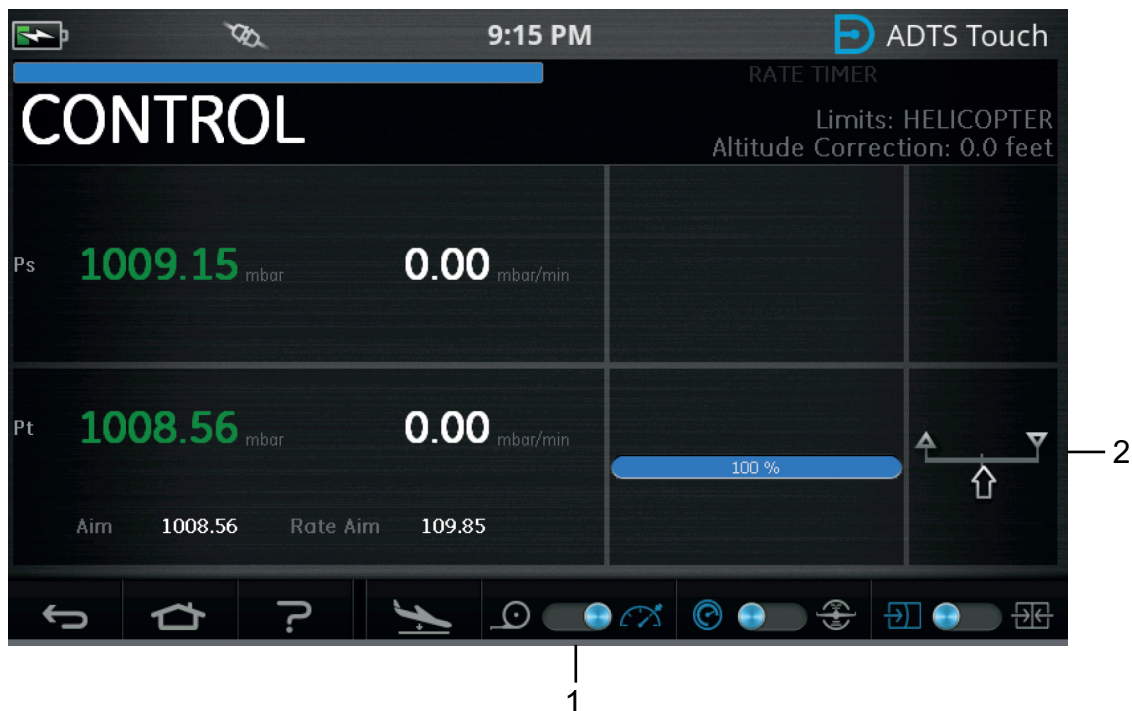 9:15 PM ADTS Touch
RATE TIMER
CONTROL
Limits: HELICOPTER
Altitude Correction: 0.0 feet
Ps 1009.15 mbar 0.00 mbar/min
Pt 1008.56 mbar 0.00 mbar/min
100 %
2
Aim 1008.56 Rate Aim 109.85
?
1